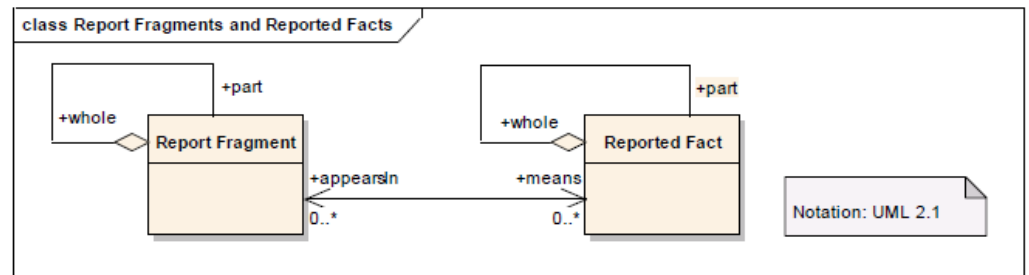 class Report Fragments and Reported Facts
+part
+part
+whole
+whole
Report Fragment
Reported Fact
+appearsIn
+means
0..*
0..*
Notation: UML 2.1